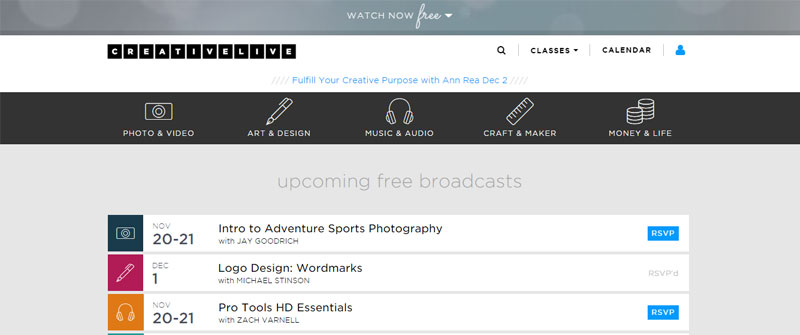 WATCH NOW free
CREATIVELIVE
CLASSES
CALENDAR
//// Fulfill Your Creative Purpose with Ann Rea Dec 2 ////
PHOTO & VIDEO
ART & DESIGN
MUSIC & AUDIO
CRAFT & MAKER
MONEY & LIFE
upcoming free broadcasts
NOV
20-21
Intro to Adventure Sports Photography
with JAY GOODRICH
RSVP
DEC
1
Logo Design: Wordmarks
with MICHAEL STINSON
RSVP'd
NOV
20-21
Pro Tools HD Essentials
with ZACH VARNELL
RSVP